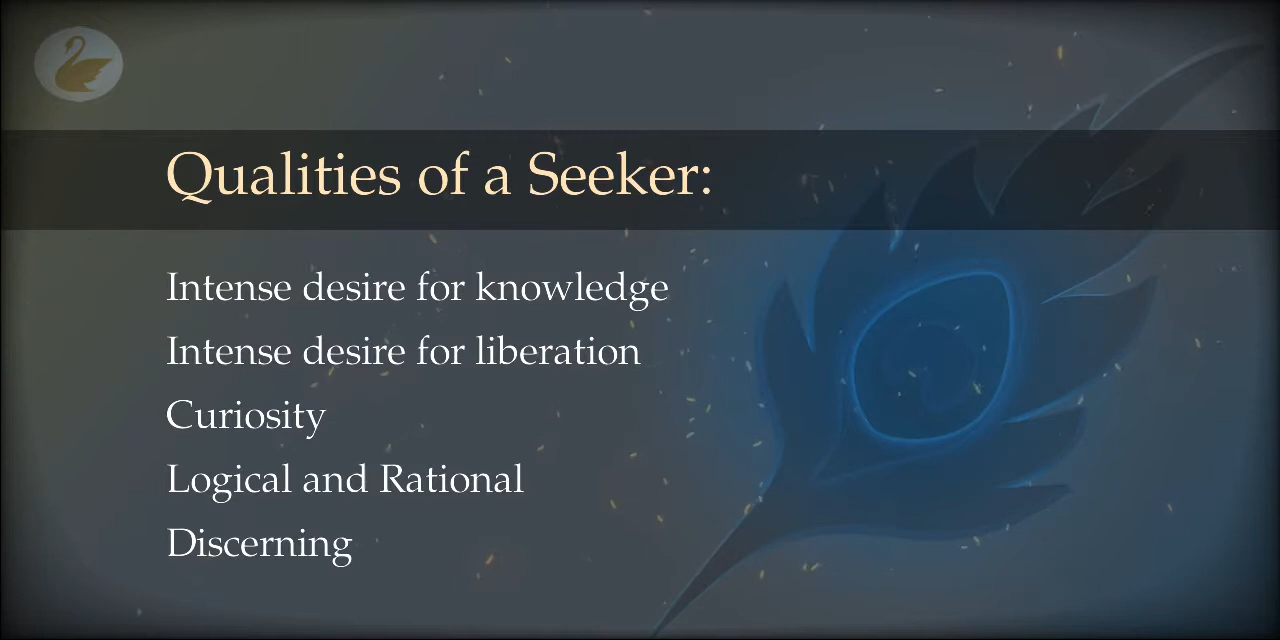 Qualities of a Seeker:
Intense desire for knowledge
Intense desire for liberation
Curiosity
Logical and Rational
Discerning